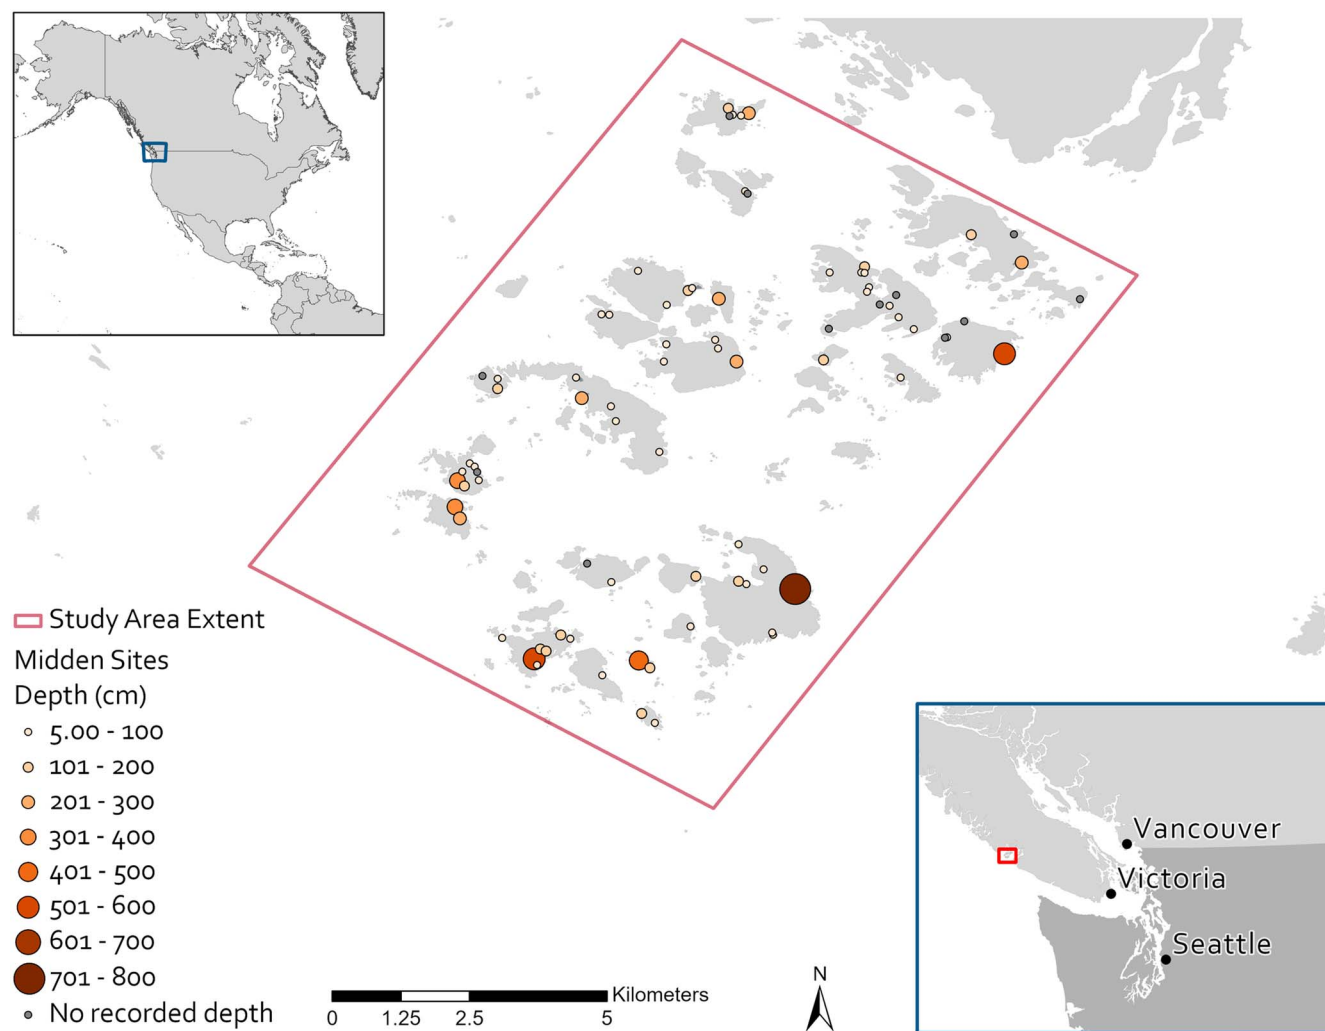 Study Area Extent
Midden Sites
Depth (cm)
5.00 - 100
101 - 200
201 - 300
301 - 400
401 - 500
501 - 600
601 - 700
701 - 800
No recorded depth
Kilometers
0 1.25 2.5 5
N
Vancouver
Victoria
Seattle